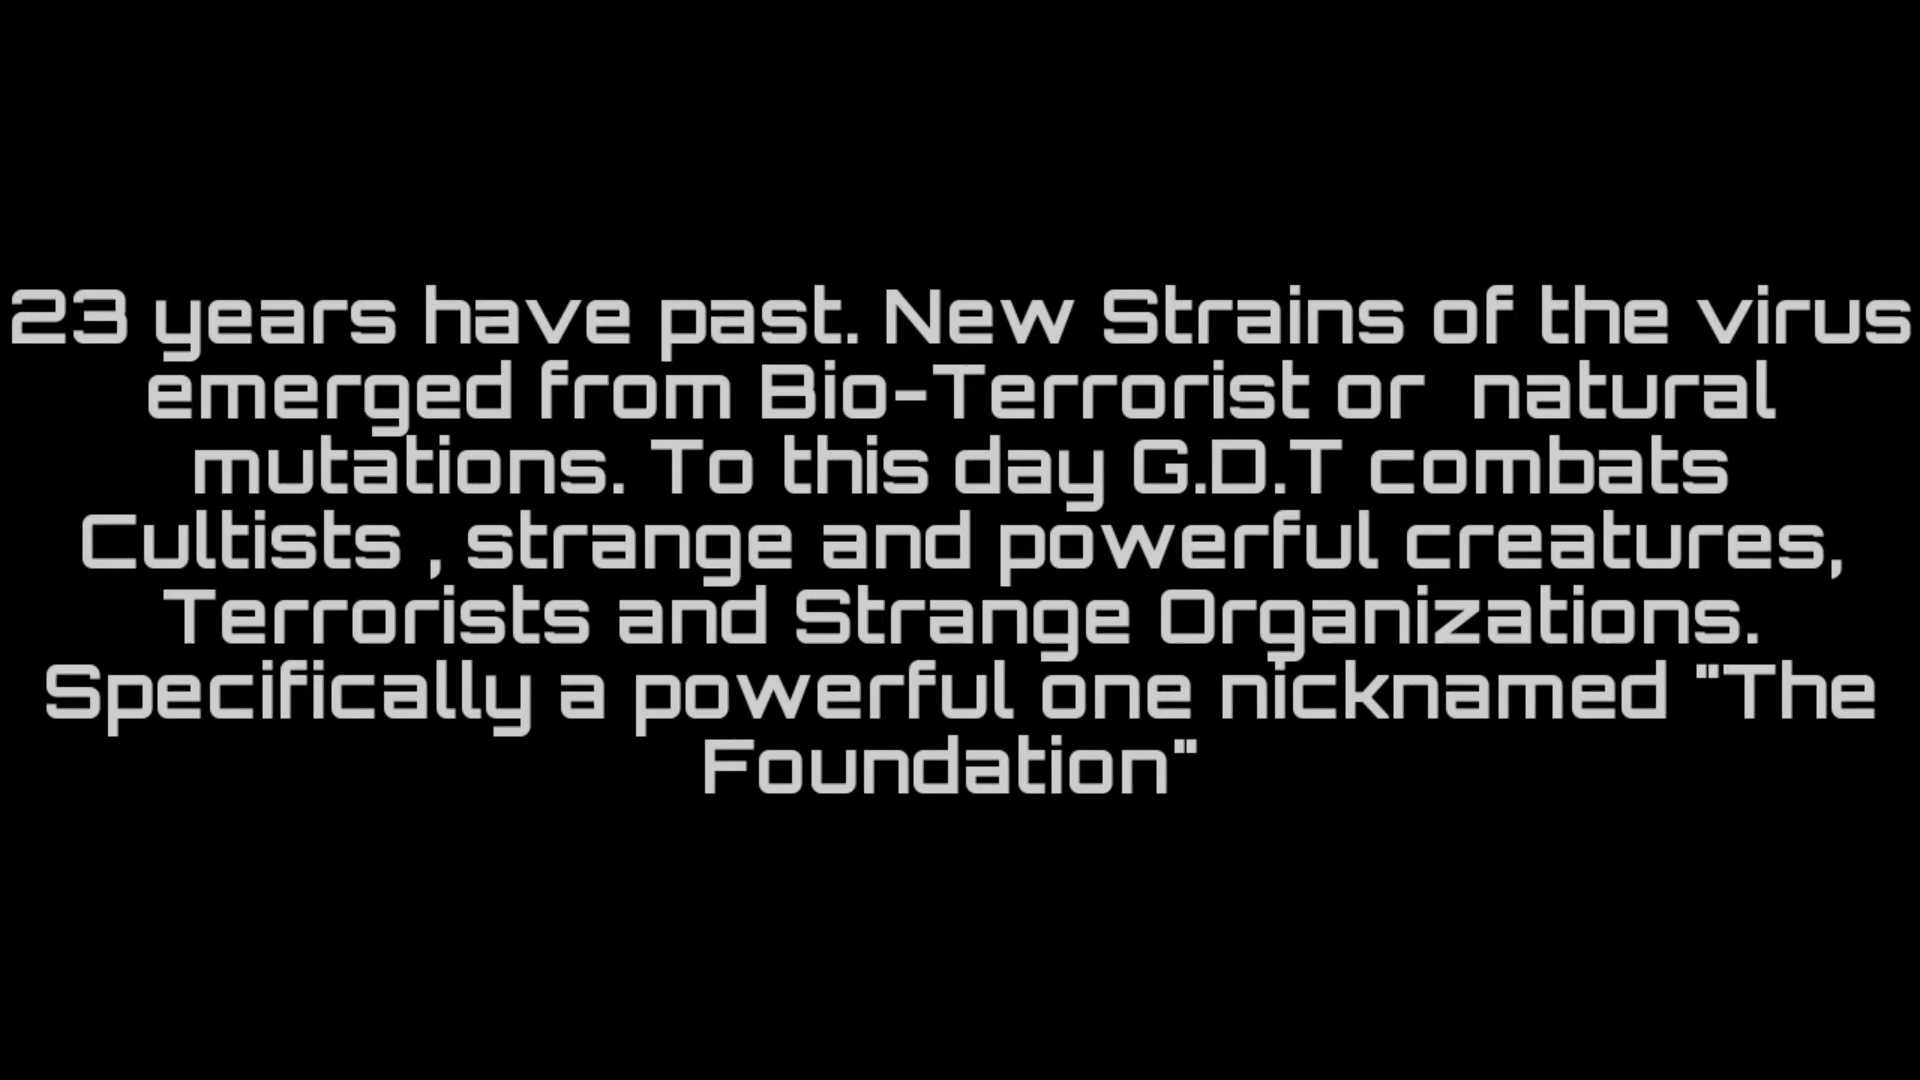 23 years have past. New Strains of the virus
emerged from Bio-Terrorist or  natural
mutations. To this day G.D.T combats
Cultists , strange and powerful creatures,
Terrorists and Strange Organizations.
Specifically a powerful one nicknamed "The
Foundation"